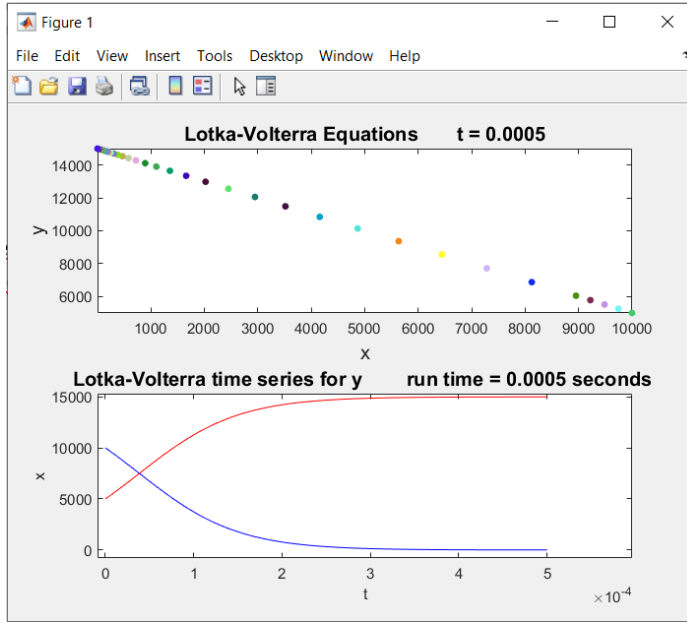 Figure 1
File Edit View Insert Tools Desktop Window Help
Lotka-Volterra Equations t = 0.0005
14000
12000
10000
8000
6000
y
1000 2000 3000 4000 5000 6000 7000 8000 9000 10000
x
Lotka-Volterra time series for y run time = 0.0005 seconds
15000
10000
5000
0
x
0 1 2 3 4 5
t
×10⁻⁴